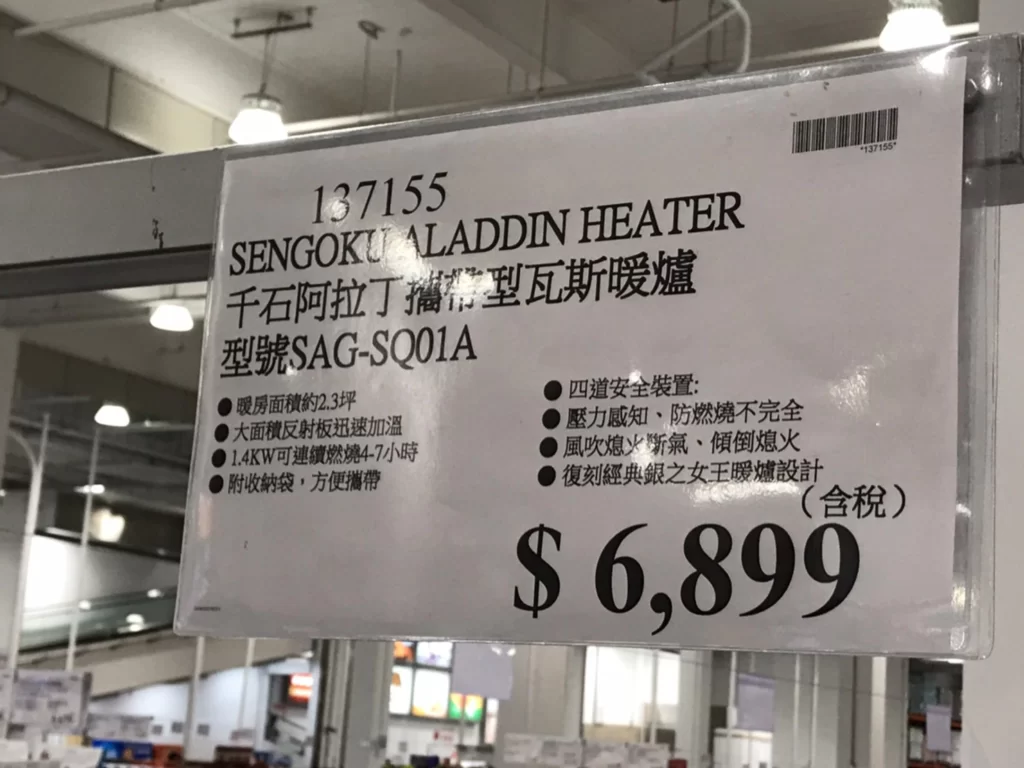 *137155*
137155
SENGOKU ALADDIN HEATER
千石阿拉丁攜帶型瓦斯暖爐
型號SAG-SQ01A
●暖房面積約2.3坪
●大面積反射板迅速加溫
●1.4KW可連續燃燒4-7小時
●附收納袋，方便攜帶
●四道安全裝置:
●壓力感知、防燃燒不完全
●風吹熄火斷氣、傾倒熄火
●復刻經典銀之女王暖爐設計
（含稅）
$ 6,899